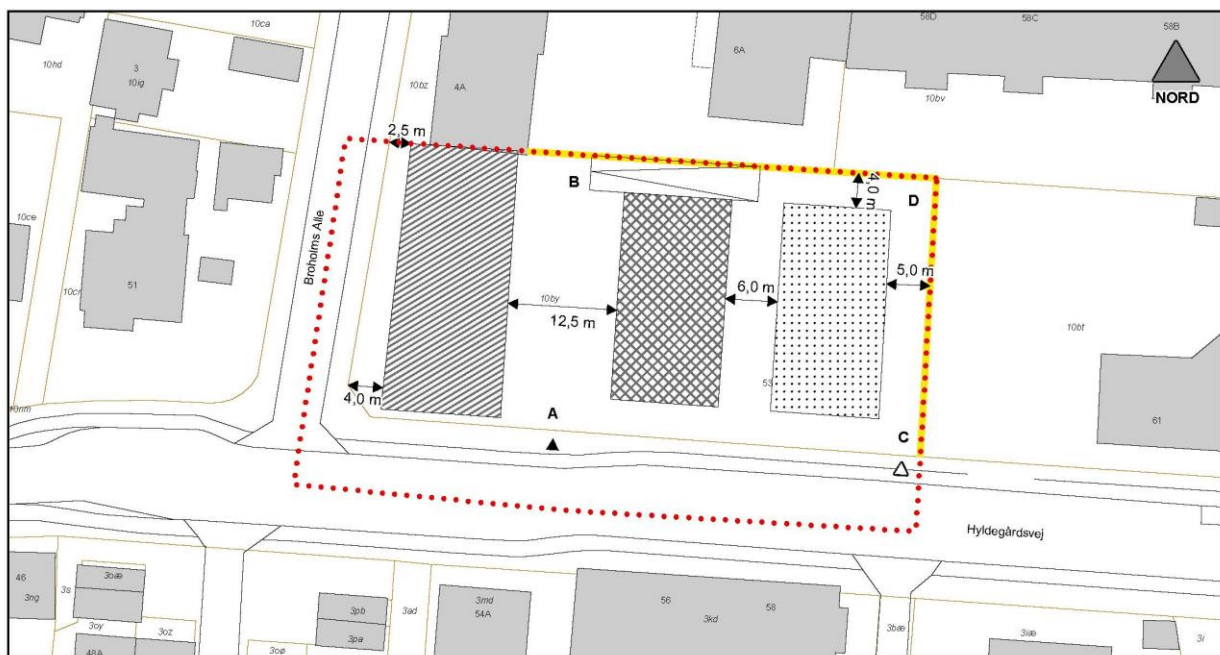 10ca
58D
58C
58B
10hd
3
10ig
10bz
4A
6A
10bv
NORD
2,5 m
B
D
4,0 m
10ce
Broholms Alle
51
10cr
5,0 m
6,0 m
10by
12,5 m
10bt
53
4,0 m
A
C
61
10nm
Hyldegårdsvej
46
3ng
3s
3oæ
3oy
3oz
48A
3pb
3pa
3oø
3ad
3md
54A
56
58
3kd
3bæ
3iæ
3i